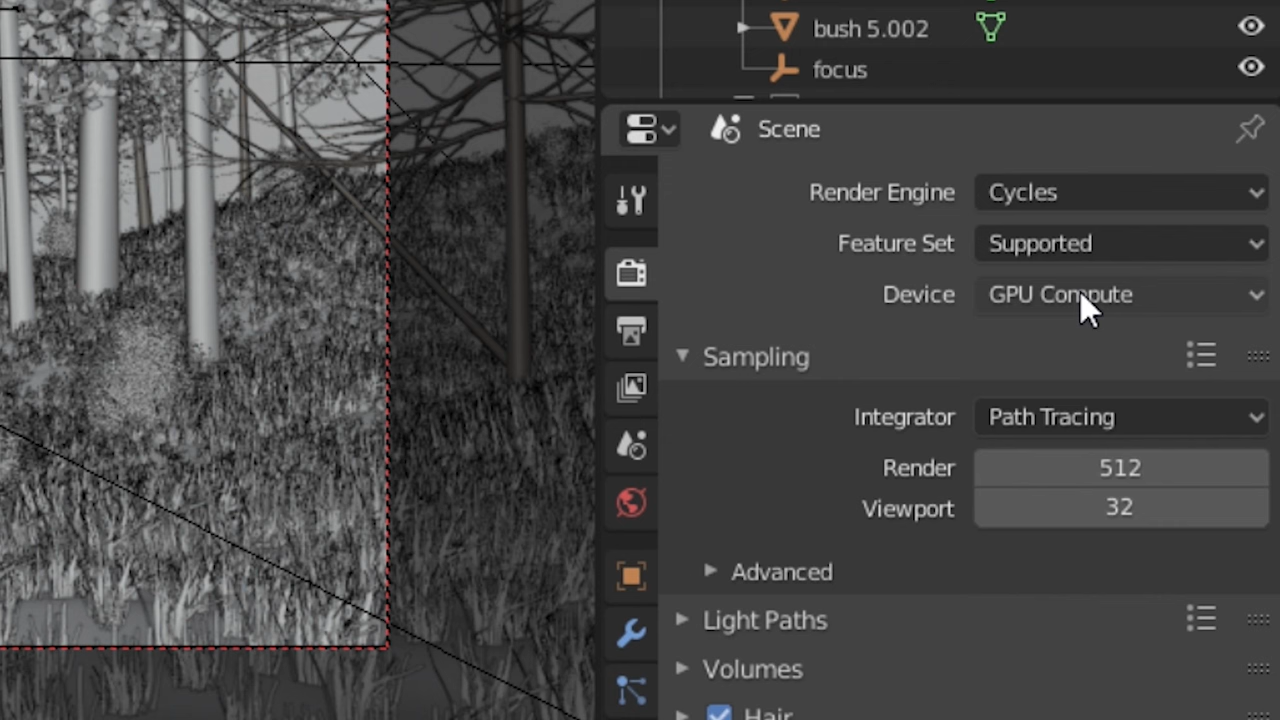 bush 5.002
focus
Scene
Render Engine Cycles
Feature Set Supported
Device GPU Compute
Sampling
Integrator Path Tracing
Render 512
Viewport 32
Advanced
Light Paths
Volumes
Hair